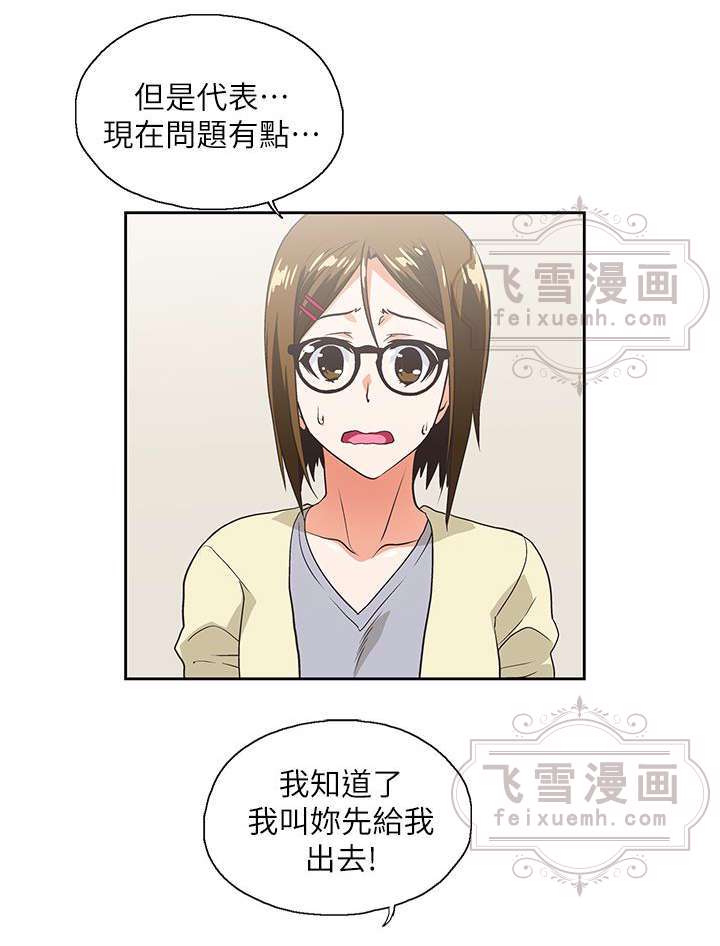 但是代表…
現在問題有點…
飞雪漫画
feixuemh.com
飞雪漫画
feixuemh.com
我知道了
我叫妳先給我
出去!